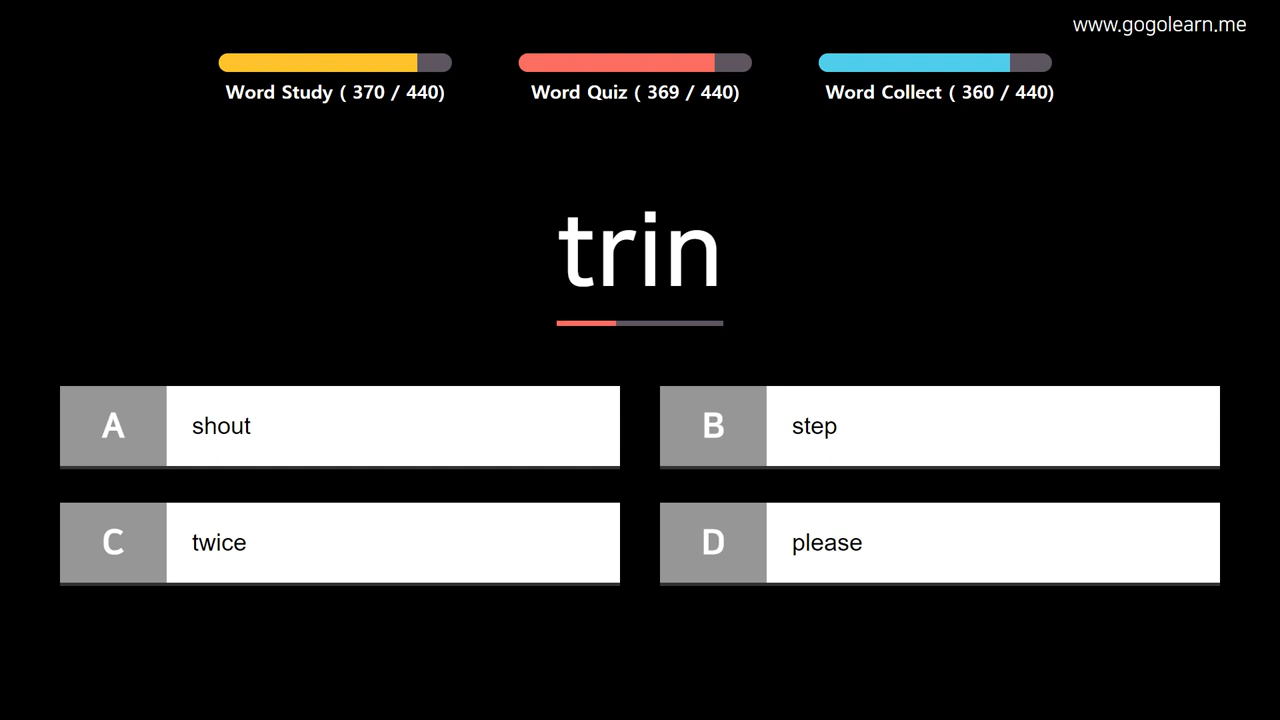 www.gogolearn.me
Word Study ( 370 / 440)
Word Quiz ( 369 / 440)
Word Collect ( 360 / 440)
trin
A shout
B step
C twice
D please